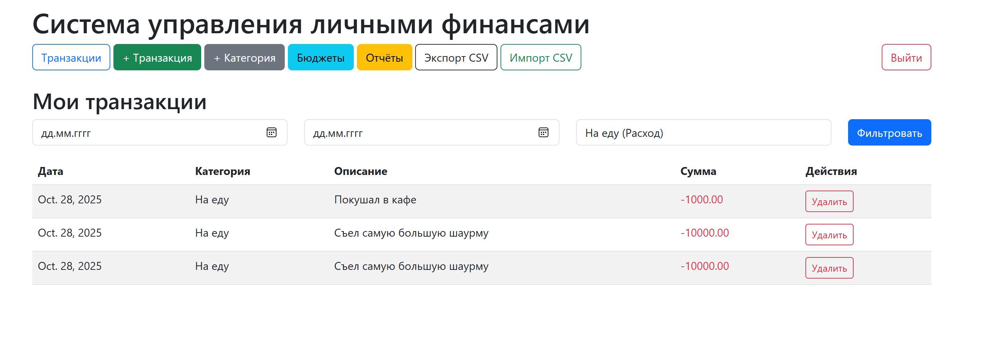 Система управления личными финансами
Транзакции + Транзакция + Категория Бюджеты Отчёты Экспорт CSV Импорт CSV Выйти
Мои транзакции
дд.мм.гггг дд.мм.гггг На еду (Расход) Фильтровать
Дата Категория Описание Сумма Действия
Oct. 28, 2025 На еду Покушал в кафе -1000.00 Удалить
Oct. 28, 2025 На еду Съел самую большую шаурму -10000.00 Удалить
Oct. 28, 2025 На еду Съел самую большую шаурму -10000.00 Удалить